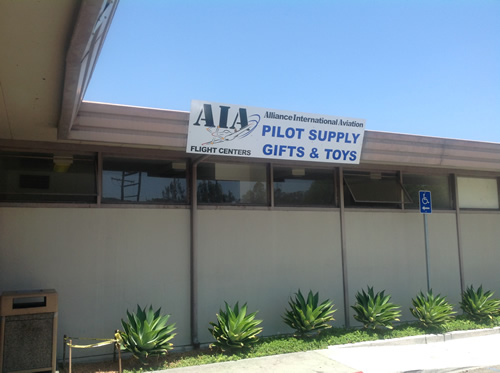 AIA
Alliance International Aviation
PILOT SUPPLY
FLIGHT CENTERS
GIFTS & TOYS